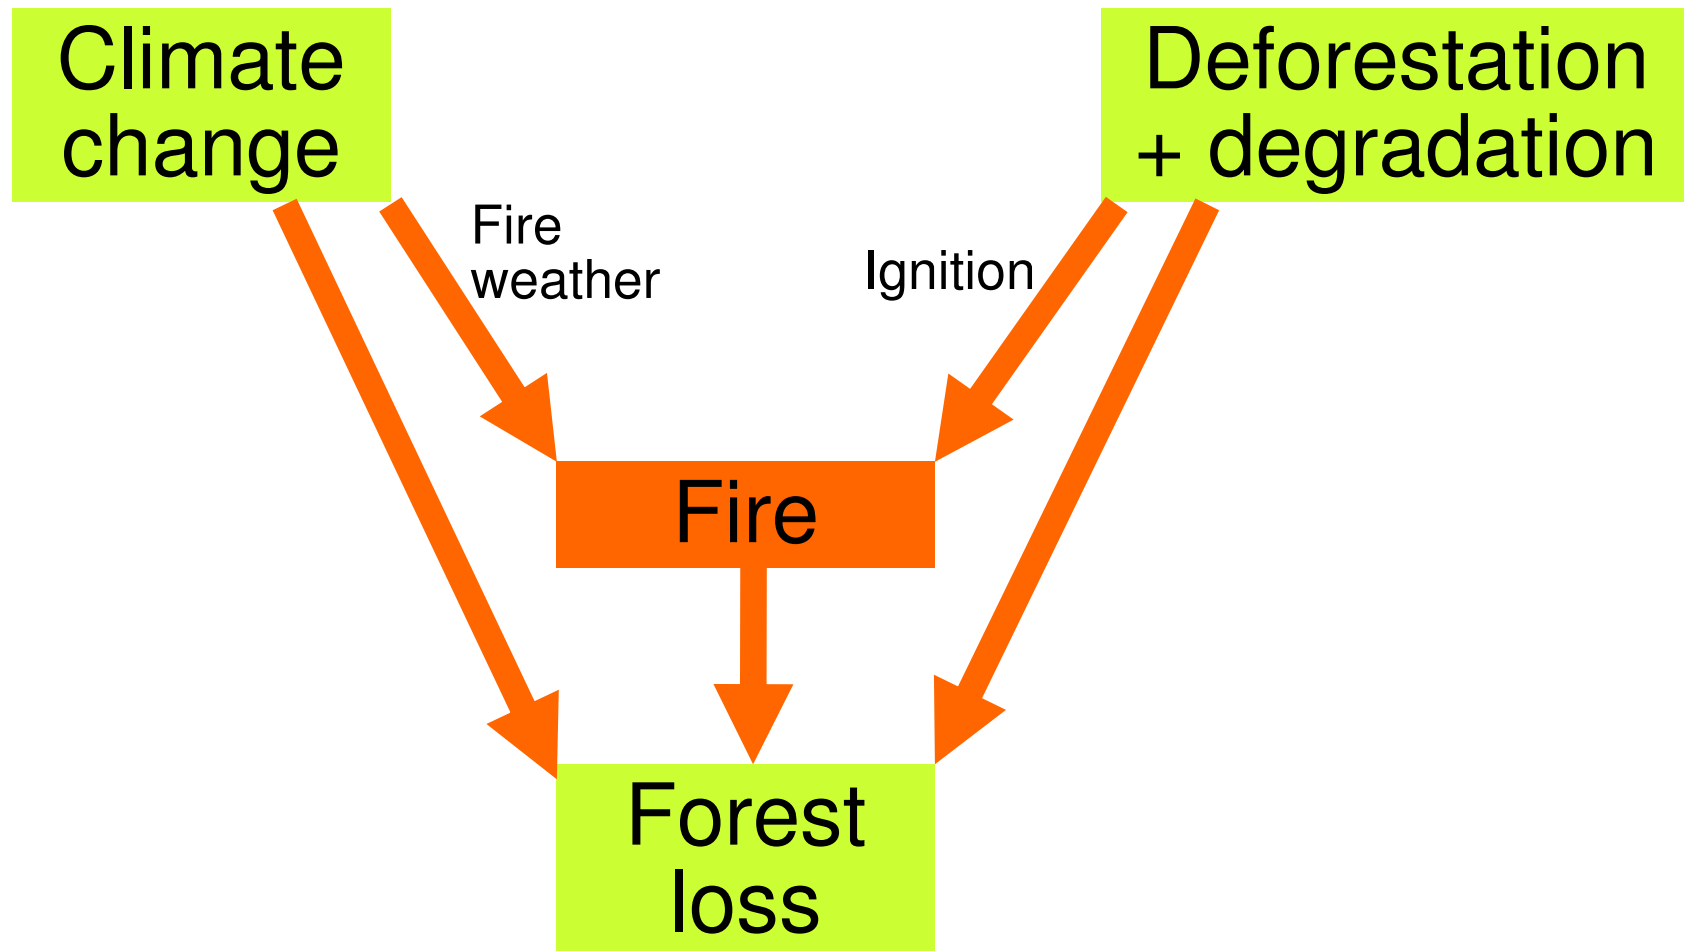 Climate
change
Deforestation
+ degradation
Fire
weather
Ignition
Fire
Forest
loss